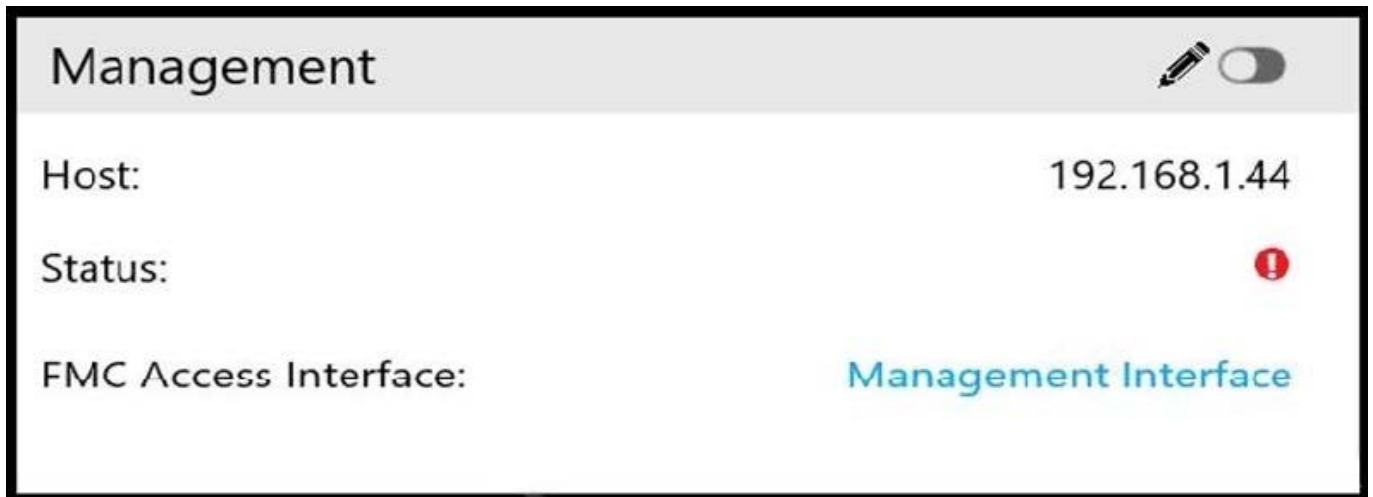 Management
Host: 192.168.1.44
Status:
FMC Access Interface: Management Interface